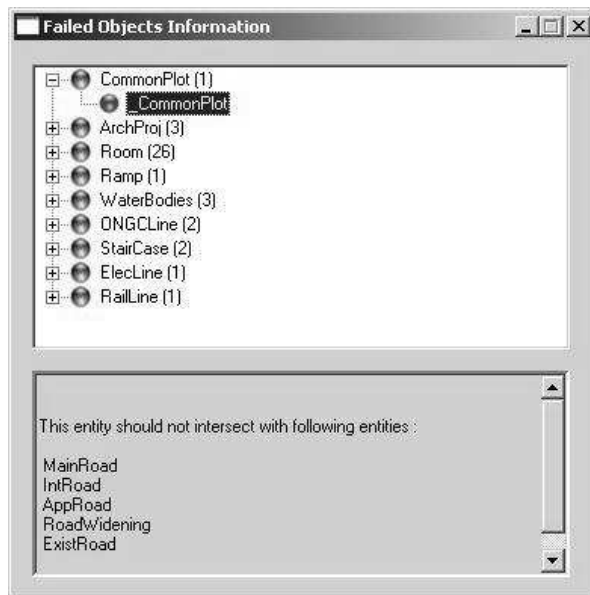 Failed Objects Information
CommonPlot (1)
_CommonPlot
ArchProj (3)
Room (26)
Ramp (1)
WaterBodies (3)
ONGCLine (2)
StairCase (2)
ElecLine (1)
RailLine (1)
This entity should not intersect with following entities :
MainRoad
IntRoad
AppRoad
RoadWidening
ExistRoad